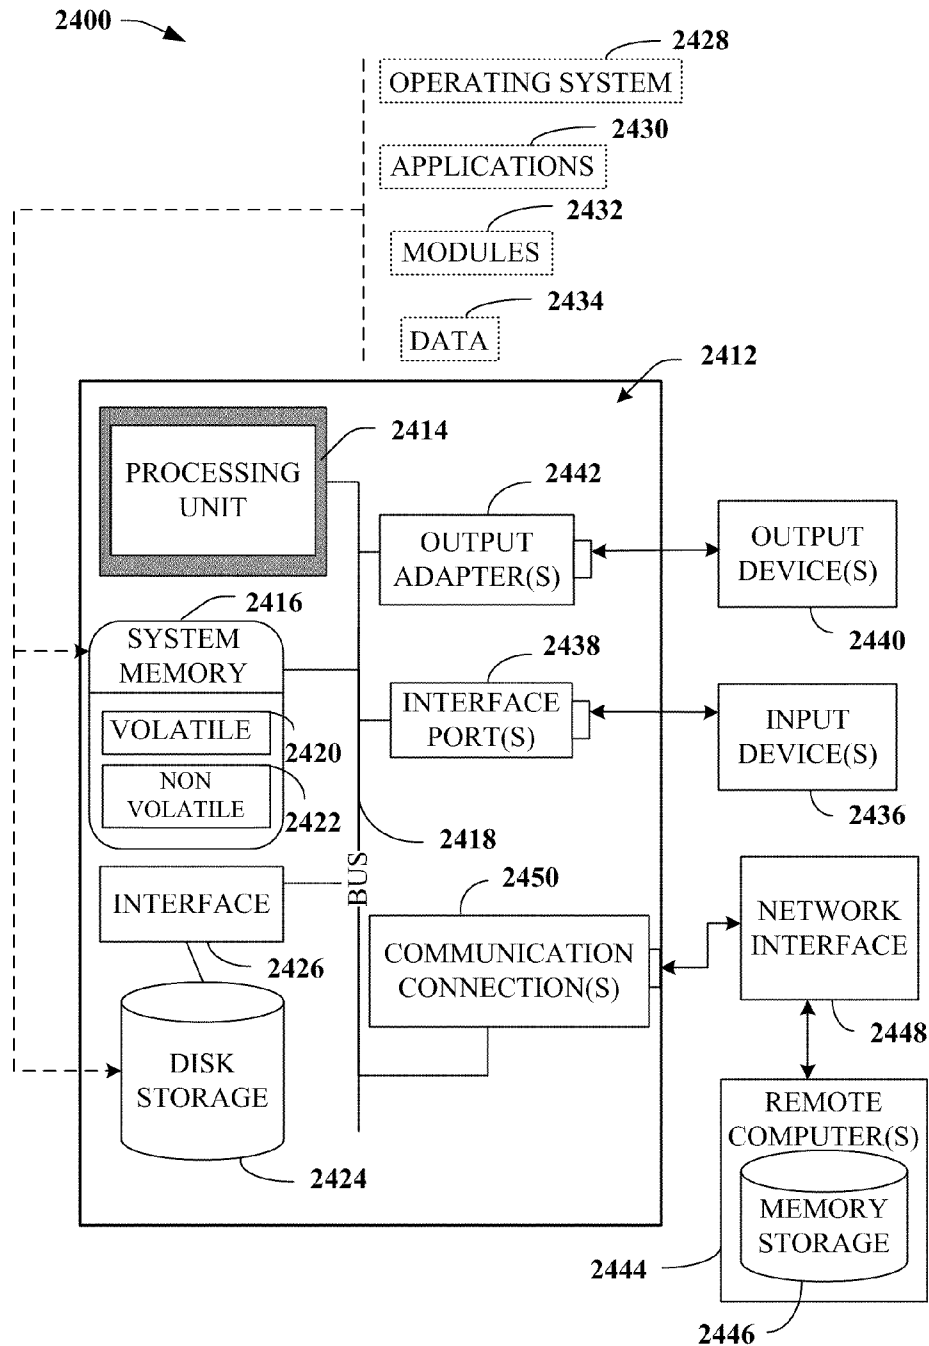 2400
2428
OPERATING SYSTEM
2430
APPLICATIONS
2432
MODULES
2434
DATA
2412
2414
PROCESSING
UNIT
2442
OUTPUT
ADAPTER(S)
OUTPUT
DEVICE(S)
2440
2416
SYSTEM
MEMORY
VOLATILE
2420
NON
VOLATILE
2422
2438
INTERFACE
PORT(S)
INPUT
DEVICE(S)
2436
2418
BUS
INTERFACE
2426
2450
COMMUNICATION
CONNECTION(S)
NETWORK
INTERFACE
2448
DISK
STORAGE
2424
REMOTE
COMPUTER(S)
MEMORY
STORAGE
2444
2446